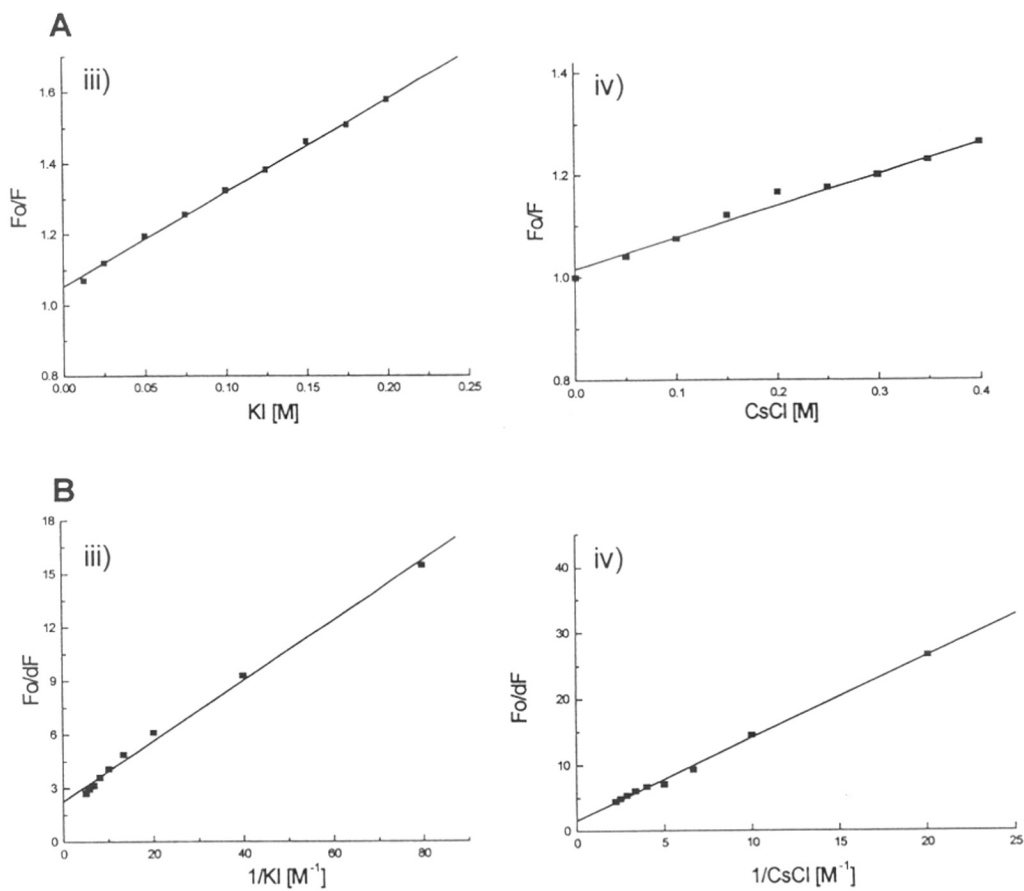 A
iii)
1.6
1.4
1.2
1.0
0.8
Fo/F
0.00 0.05 0.10 0.15 0.20 0.25
KI [M]
iv)
1.4
1.2
1.0
0.8
Fo/F
0.0 0.1 0.2 0.3 0.4
CsCl [M]
B
iii)
18
15
12
9
6
3
0
Fo/dF
0 20 40 60 80
1/KI [M⁻¹]
iv)
40
30
20
10
0
Fo/dF
0 5 10 15 20 25
1/CsCl [M⁻¹]